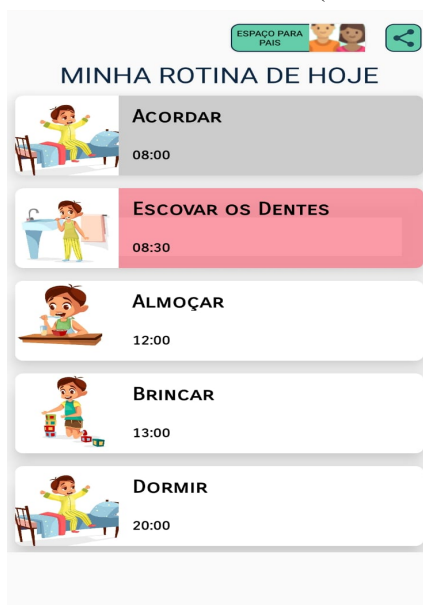 ESPAÇO PARA
PAIS
MINHA ROTINA DE HOJE
ACORDAR
08:00
ESCOVAR OS DENTES
08:30
ALMOÇAR
12:00
BRINCAR
13:00
DORMIR
20:00